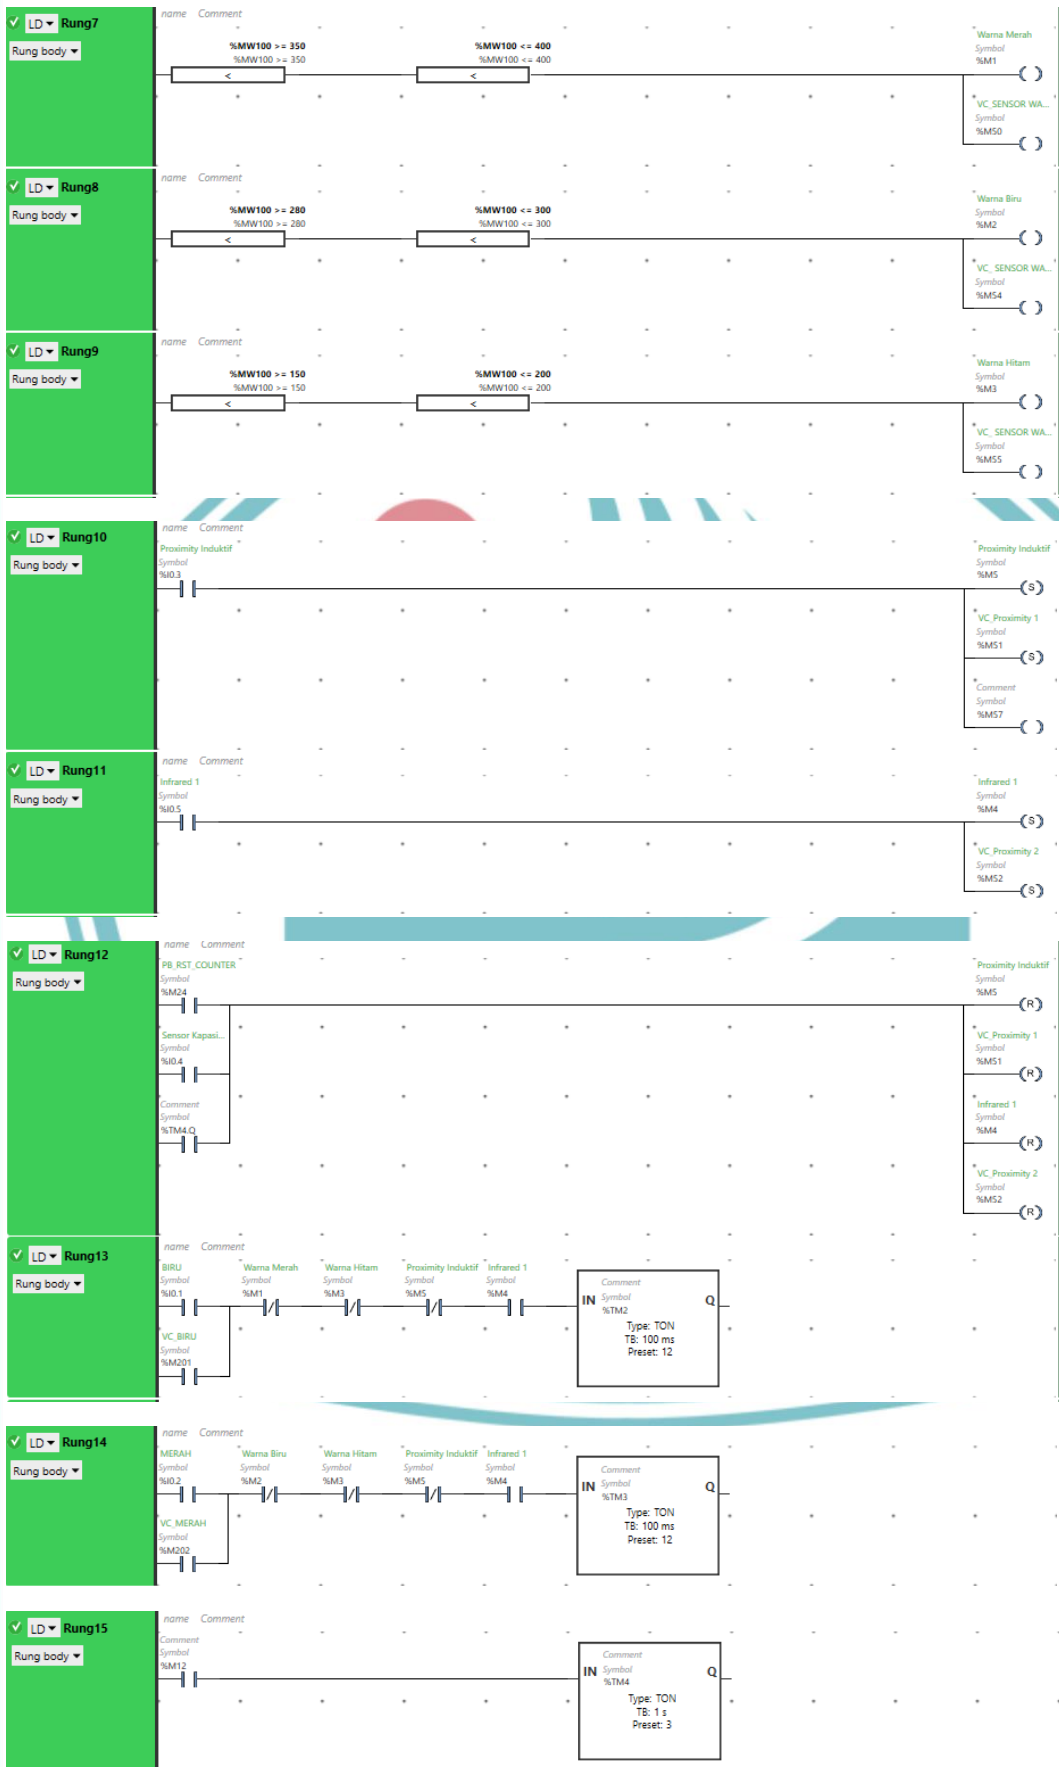 name Comment
LD Rung7
Rung body
%MW100 >= 350
%MW100 >= 350
<
%MW100 <= 400
%MW100 <= 400
<
Warna Merah
Symbol
%M1
VC_SENSOR WA...
Symbol
%M50
name Comment
LD Rung8
Rung body
%MW100 >= 280
%MW100 >= 280
<
%MW100 <= 300
%MW100 <= 300
<
Warna Biru
Symbol
%M2
VC_ SENSOR WA...
Symbol
%M54
name Comment
LD Rung9
Rung body
%MW100 >= 150
%MW100 >= 150
<
%MW100 <= 200
%MW100 <= 200
<
Warna Hitam
Symbol
%M3
VC_ SENSOR WA...
Symbol
%M55
name Comment
LD Rung10
Rung body
Proximity Induktif
Symbol
%I0.3
Proximity Induktif
Symbol
%M5
S
VC_Proximity 1
Symbol
%M51
S
Comment
Symbol
%M57
name Comment
LD Rung11
Rung body
Infrared 1
Symbol
%I0.5
Infrared 1
Symbol
%M4
S
VC_Proximity 2
Symbol
%M52
S
name Comment
LD Rung12
Rung body
PB_RST_COUNTER
Symbol
%M24
Sensor Kapasi...
Symbol
%I0.4
Comment
Symbol
%TM4.Q
Proximity Induktif
Symbol
%M5
R
VC_Proximity 1
Symbol
%M51
R
Infrared 1
Symbol
%M4
R
VC_Proximity 2
Symbol
%M52
R
name Comment
LD Rung13
Rung body
BIRU
Symbol
%I0.1
VC_BIRU
Symbol
%M201
Warna Merah
Symbol
%M1
Warna Hitam
Symbol
%M3
Proximity Induktif
Symbol
%M5
Infrared 1
Symbol
%M4
Comment
IN Symbol Q
%TM2
Type: TON
TB: 100 ms
Preset: 12
name Comment
LD Rung14
Rung body
MERAH
Symbol
%I0.2
VC_MERAH
Symbol
%M202
Warna Biru
Symbol
%M2
Warna Hitam
Symbol
%M3
Proximity Induktif
Symbol
%M5
Infrared 1
Symbol
%M4
Comment
IN Symbol Q
%TM3
Type: TON
TB: 100 ms
Preset: 12
name Comment
LD Rung15
Rung body
Comment
Symbol
%M12
Comment
IN Symbol Q
%TM4
Type: TON
TB: 1 s
Preset: 3